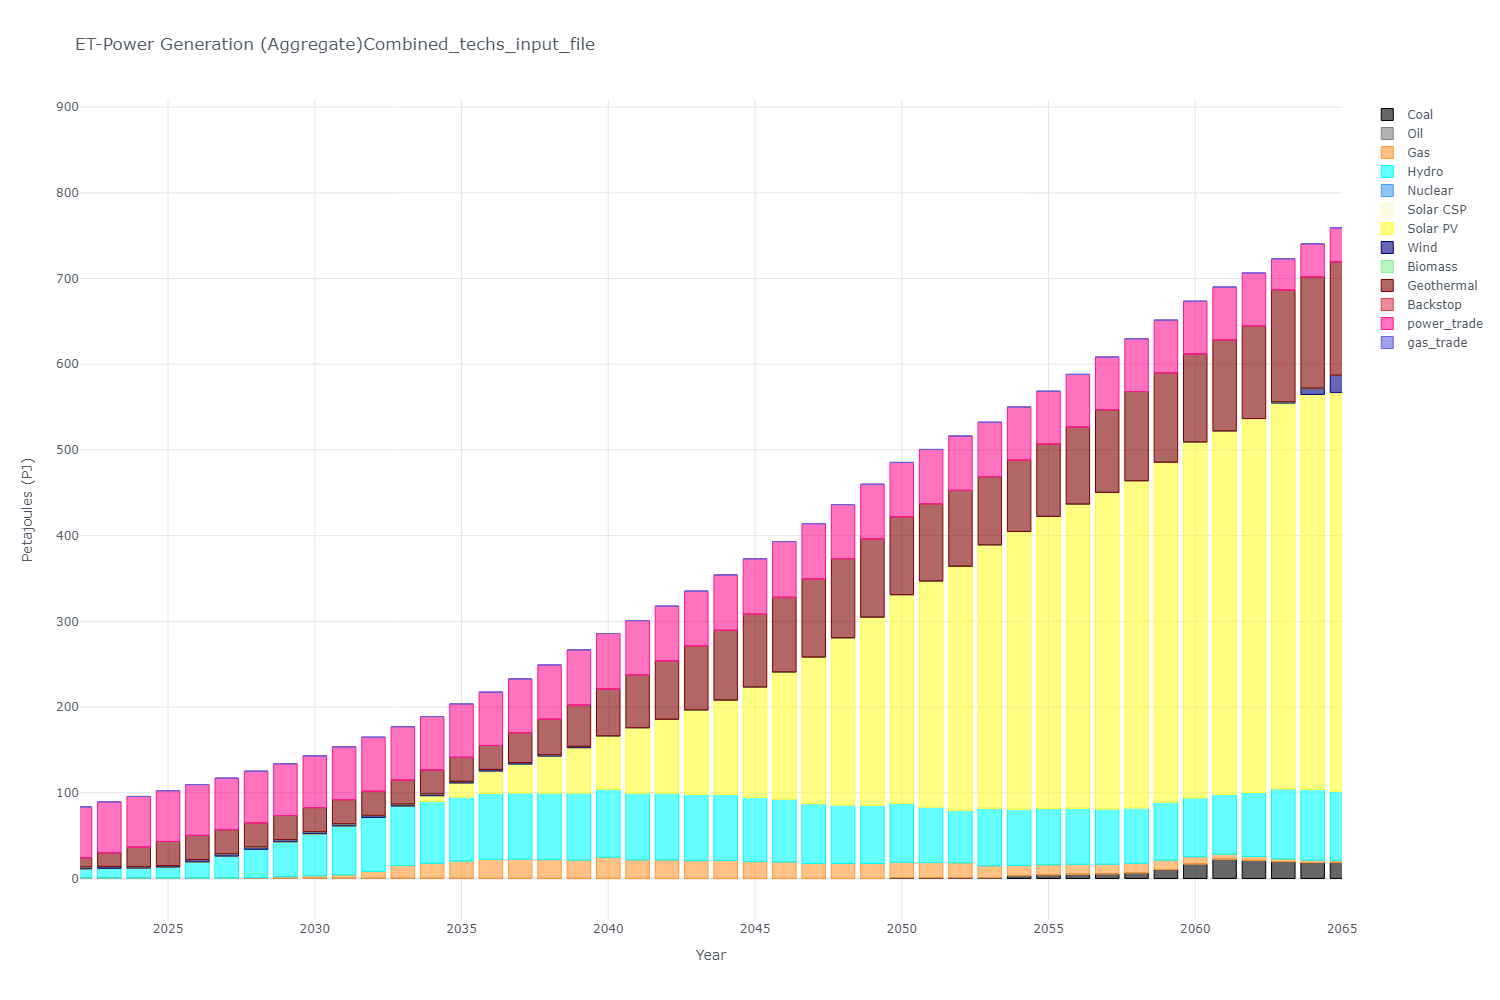 ET-Power Generation (Aggregate)Combined_techs_input_file
900
800
700
600
500
400
300
200
100
0
Petajoules (PJ)
2025
2030
2035
2040
2045
2050
2055
2060
2065
Year
Coal
Oil
Gas
Hydro
Nuclear
Solar CSP
Solar PV
Wind
Biomass
Geothermal
Backstop
power_trade
gas_trade